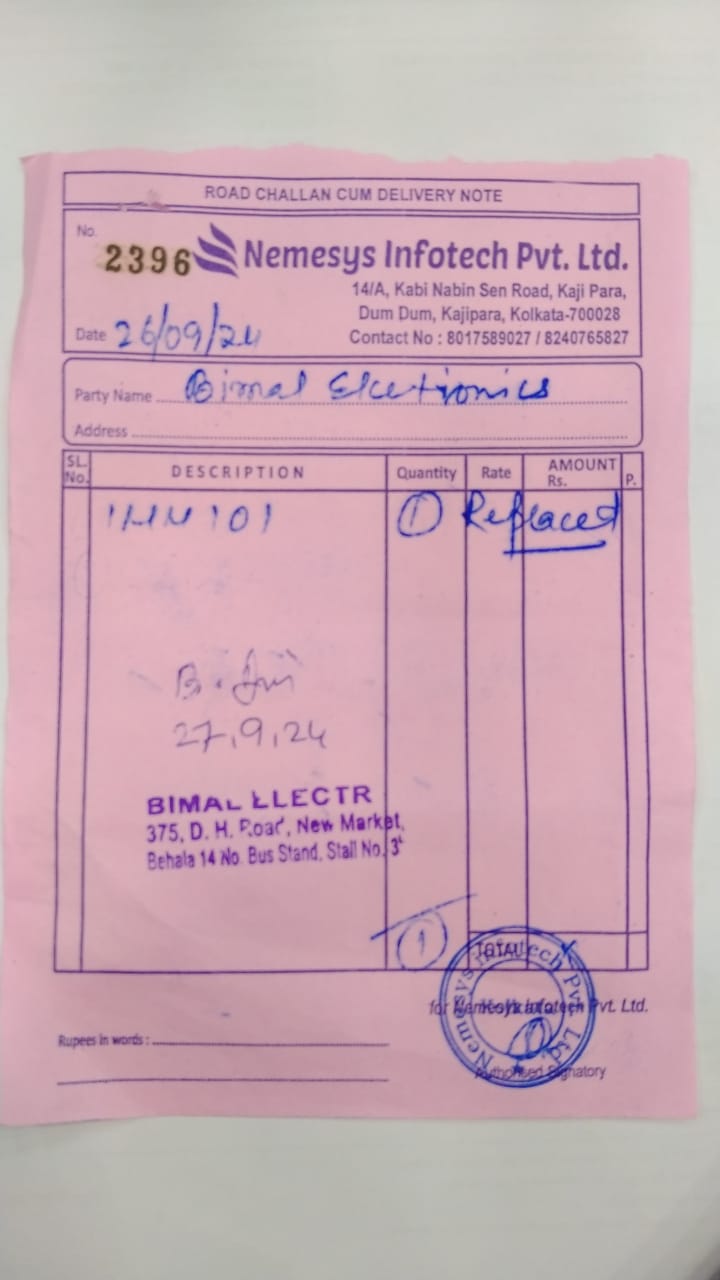 ROAD CHALLAN CUM DELIVERY NOTE
No.
2396
Nemesys Infotech Pvt. Ltd.
14/A, Kabi Nabin Sen Road, Kaji Para,
Dum Dum, Kajipara, Kolkata-700028
Date 26/09/24
Contact No : 8017589027 / 8240765827
Party Name Bimal Elcetronics
Address
SL. No. DESCRIPTION Quantity Rate AMOUNT Rs. P.
1 Replaced
27.9.24
BIMAL ELECTR
375, D. H. Road, New Market,
Behala 14 No. Bus Stand, Stall No. 3
1
TOTAL
for Nemesys Infotech Pvt. Ltd.
Nemesys Infotech Pvt. Ltd.
Kolkata
Rupees in words :
Authorised Signatory